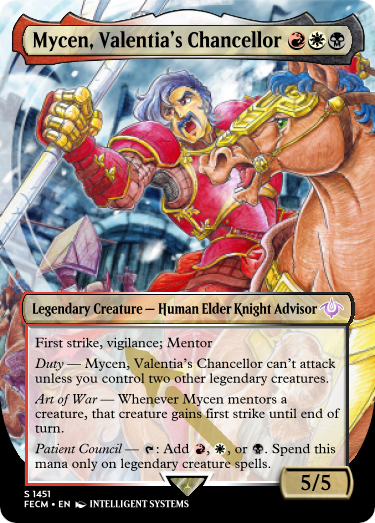 Mycen, Valentia's Chancellor
Legendary Creature — Human Elder Knight Advisor
First strike, vigilance; Mentor
Duty — Mycen, Valentia's Chancellor can't attack
unless you control two other legendary creatures.
Art of War — Whenever Mycen mentors a
creature, that creature gains first strike until end of
turn.
Patient Council — : Add , , or . Spend this
mana only on legendary creature spells.
5/5
S 1451
FECM • EN INTELLIGENT SYSTEMS